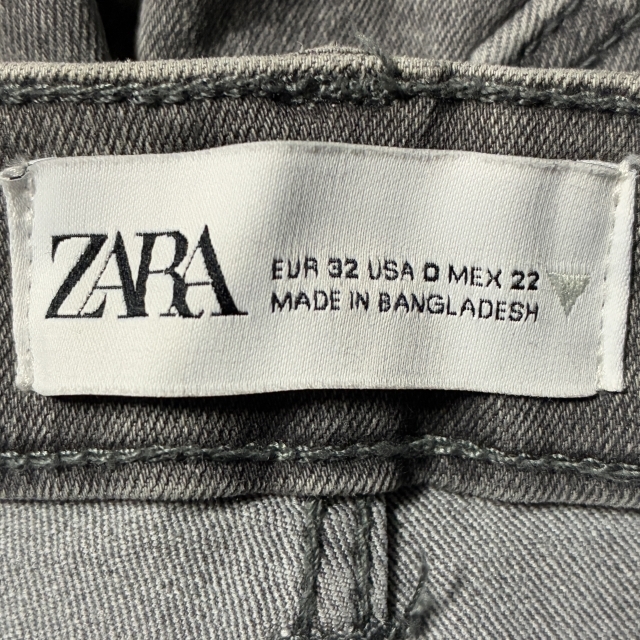 ZARA
EUR 32 USA 0 MEX 22
MADE IN BANGLADESH